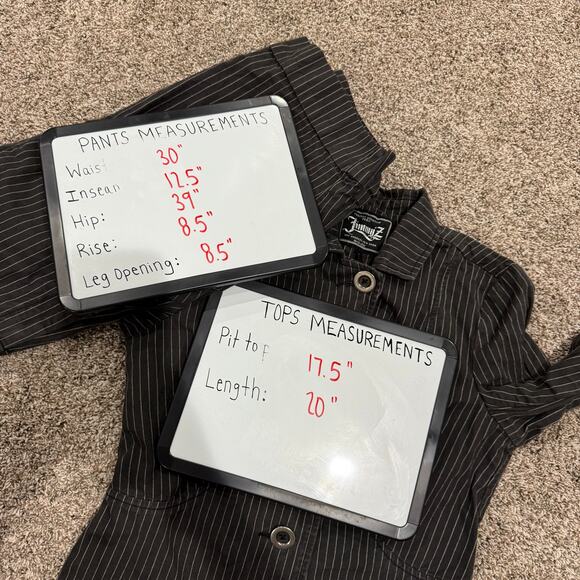 PANTS MEASUREMENTS
Waist 30"
Insean 12.5"
Hip: 39"
Rise: 8.5"
Leg Opening: 8.5"
TOPS MEASUREMENTS
Pit to 17.5"
Length: 20"
JimmyZ